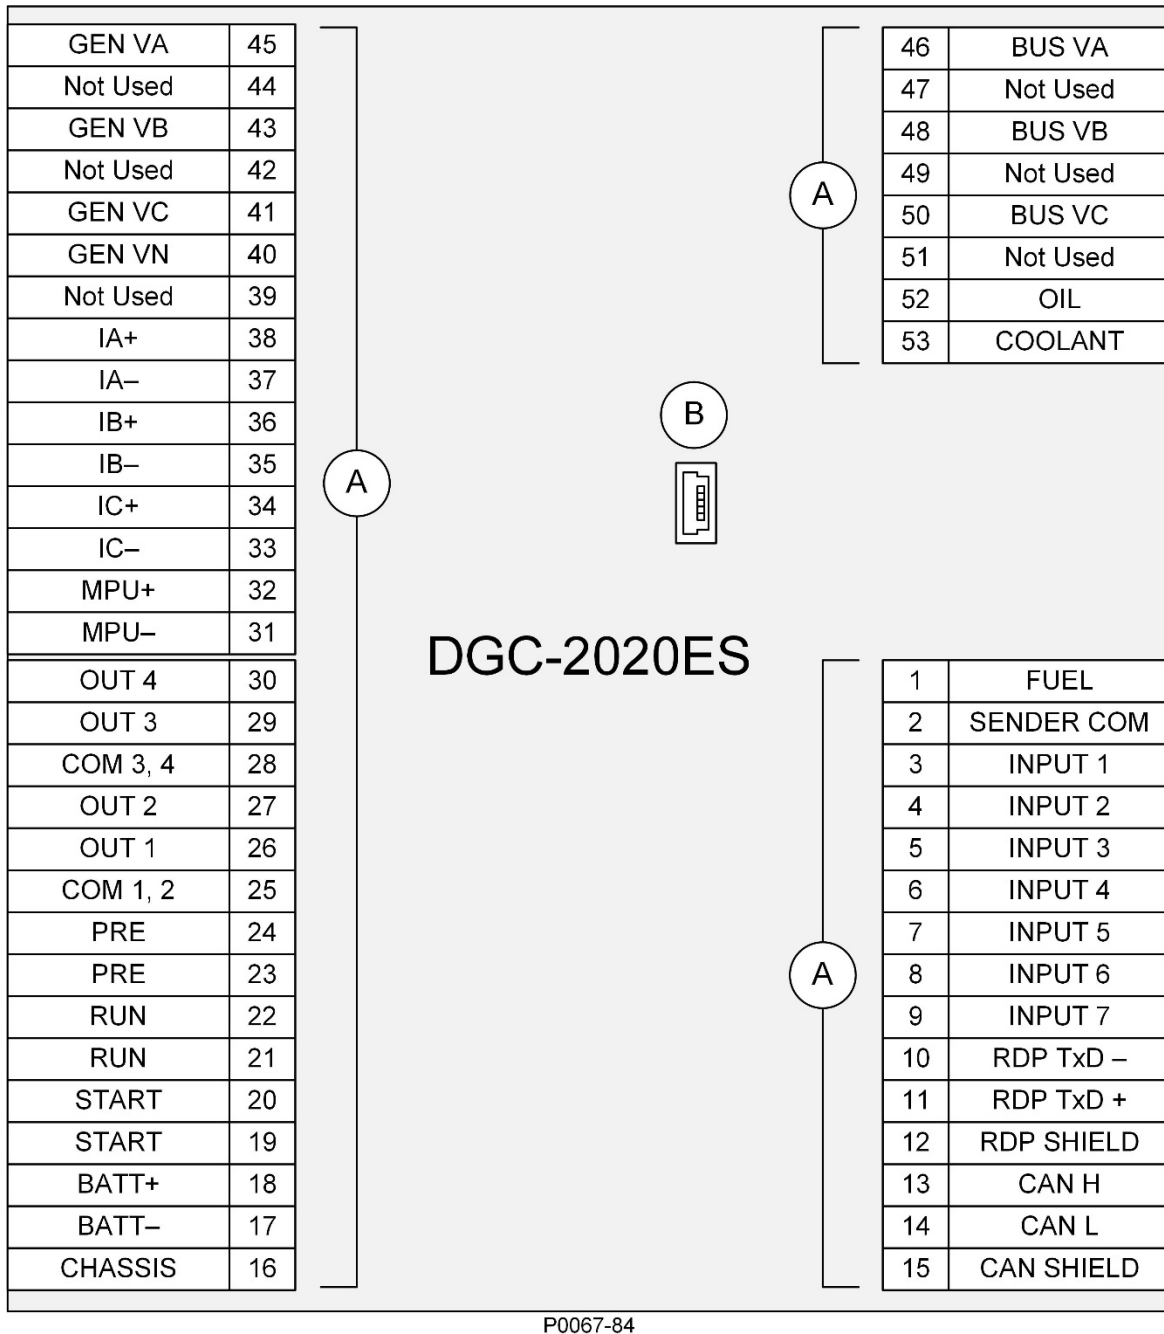 GEN VA 45
Not Used 44
GEN VB 43
Not Used 42
GEN VC 41
GEN VN 40
Not Used 39
IA+ 38
IA– 37
IB+ 36
IB– 35
IC+ 34
IC– 33
MPU+ 32
MPU– 31
OUT 4 30
OUT 3 29
COM 3, 4 28
OUT 2 27
OUT 1 26
COM 1, 2 25
PRE 24
PRE 23
RUN 22
RUN 21
START 20
START 19
BATT+ 18
BATT– 17
CHASSIS 16
A
B
DGC-2020ES
46 BUS VA
47 Not Used
48 BUS VB
49 Not Used
50 BUS VC
51 Not Used
52 OIL
53 COOLANT
A
1 FUEL
2 SENDER COM
3 INPUT 1
4 INPUT 2
5 INPUT 3
6 INPUT 4
7 INPUT 5
8 INPUT 6
9 INPUT 7
10 RDP TxD –
11 RDP TxD +
12 RDP SHIELD
13 CAN H
14 CAN L
15 CAN SHIELD
A
P0067-84